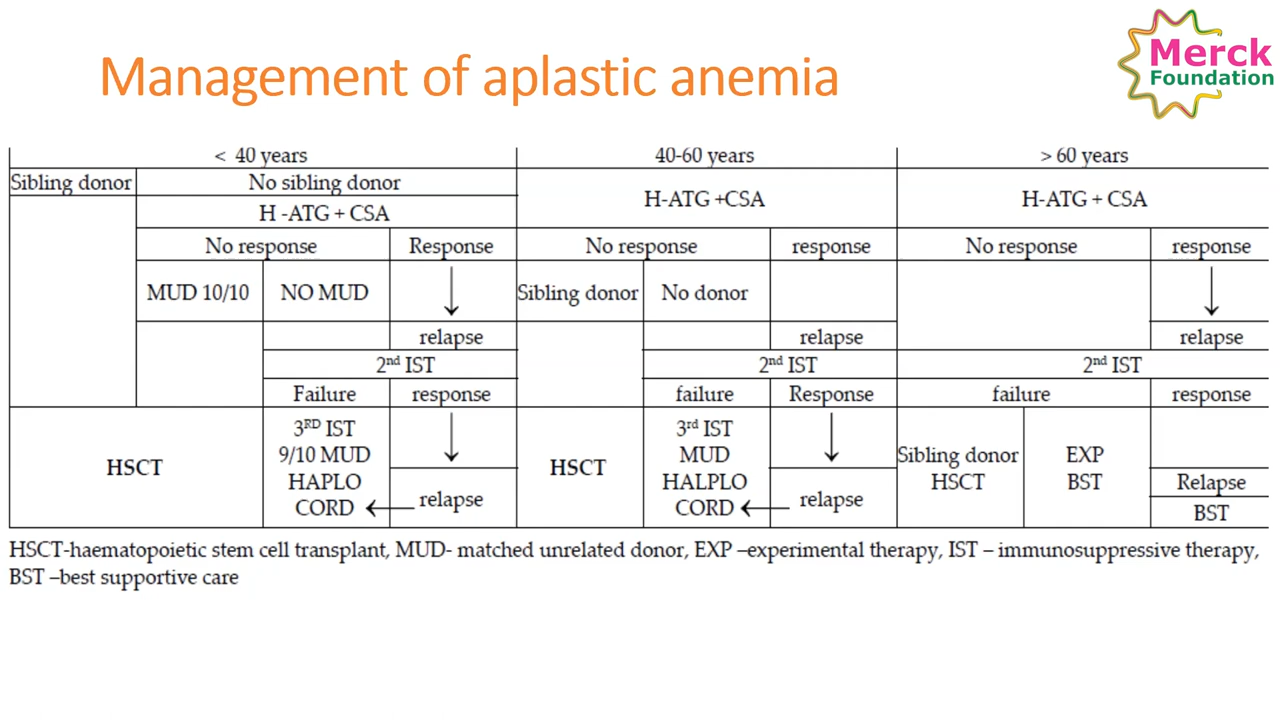 Management of aplastic anemia
Merck
Foundation
< 40 years 40-60 years > 60 years
Sibling donor No sibling donor H-ATG +CSA H-ATG + CSA
H -ATG + CSA
No response Response No response response No response response
MUD 10/10 NO MUD Sibling donor No donor
relapse relapse relapse
2nd IST 2nd IST 2nd IST
Failure response failure Response failure response
HSCT 3RD IST HSCT 3rd IST Sibling donor EXP
9/10 MUD MUD HSCT BST
HAPLO HALPLO Relapse
CORD relapse CORD relapse BST
HSCT-haematopoietic stem cell transplant, MUD- matched unrelated donor, EXP –experimental therapy, IST – immunosuppressive therapy,
BST –best supportive care